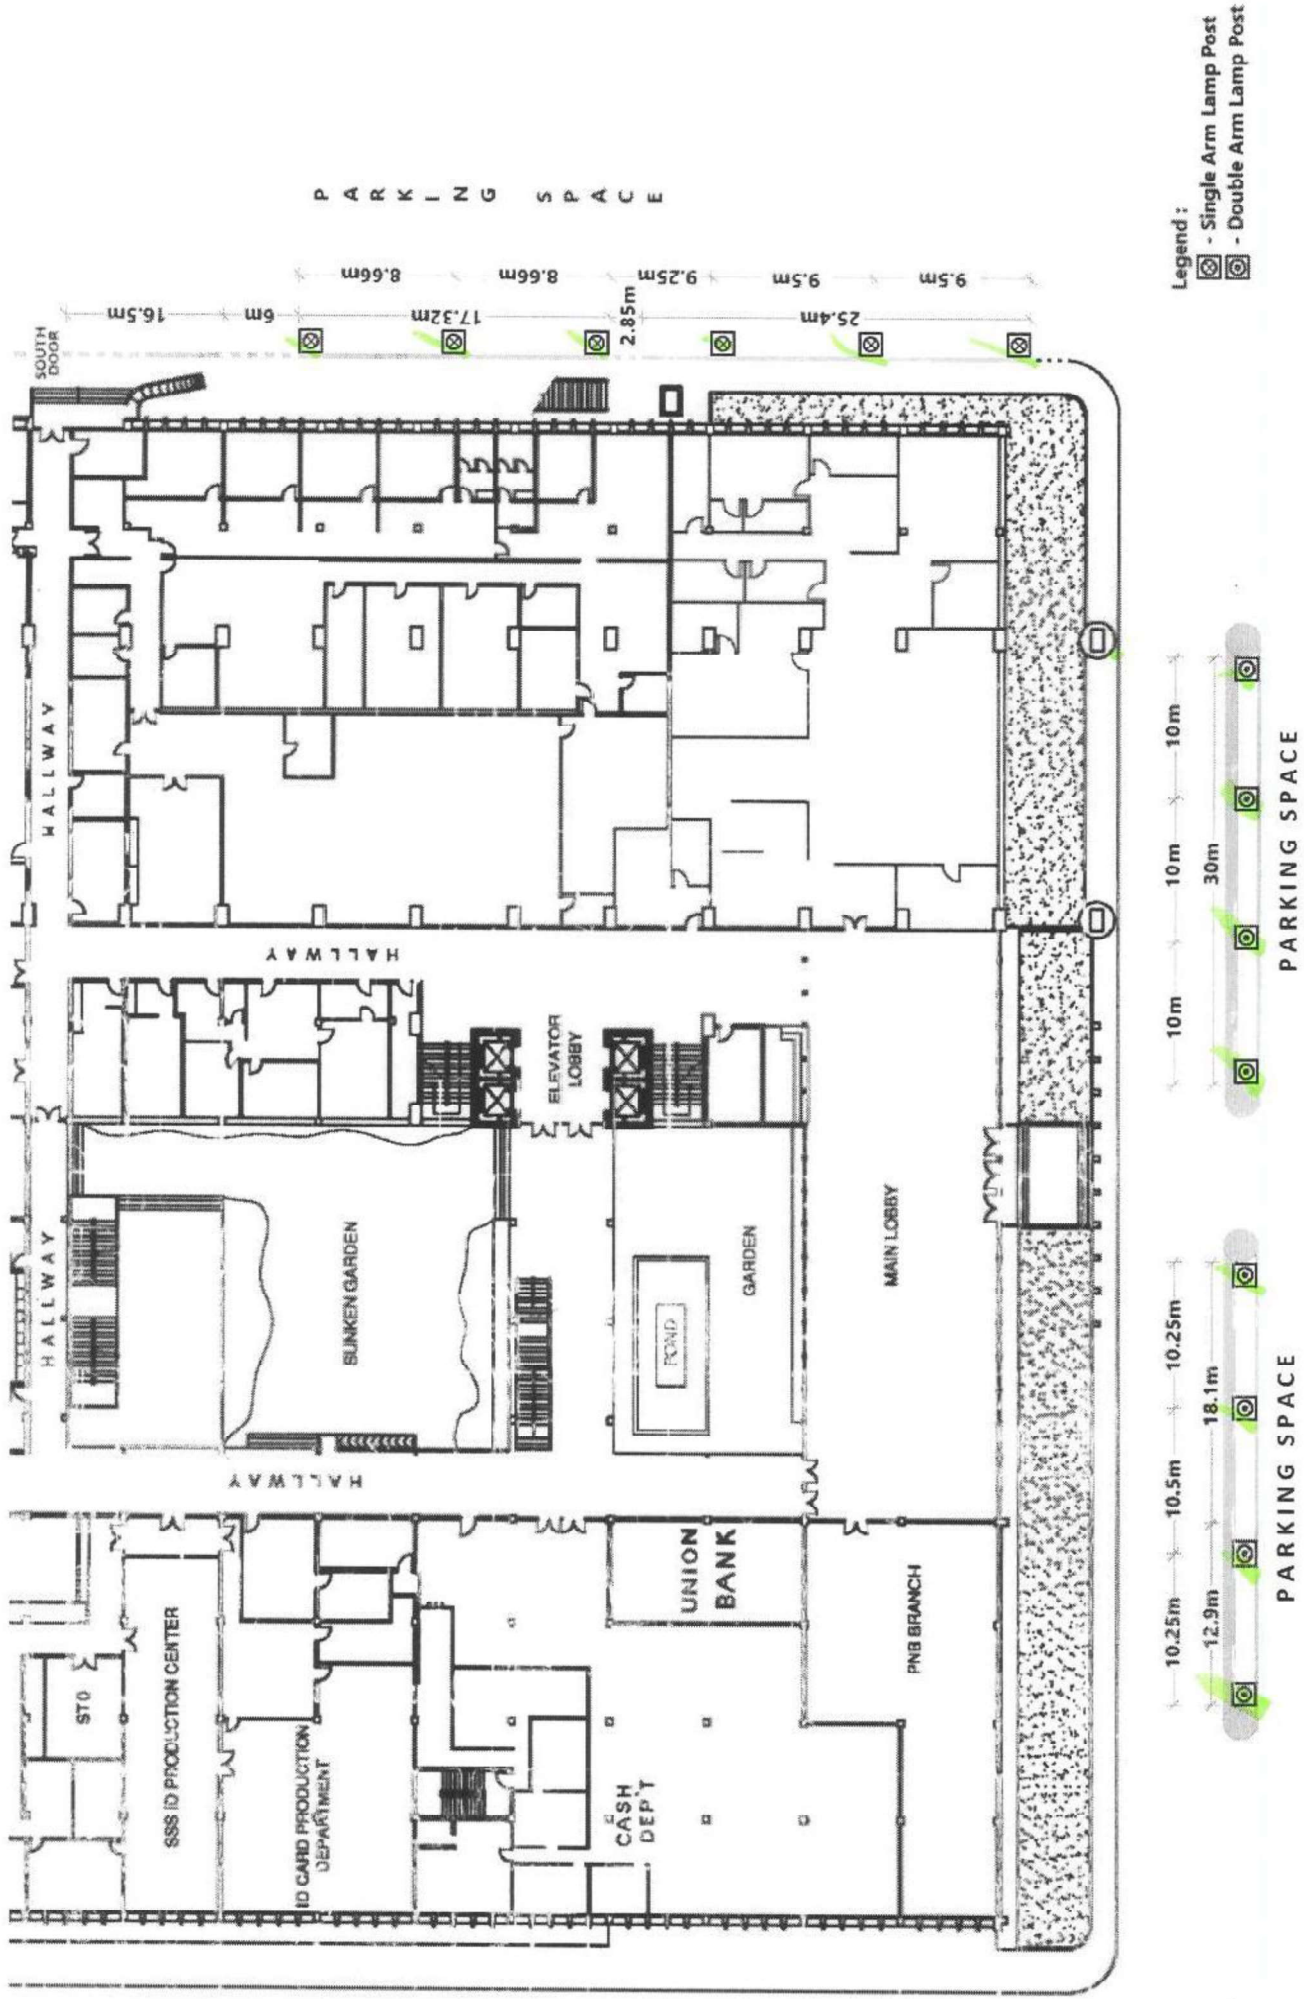 SOUTH
DOOR
HALLWAY
HALLWAY
STO
SSS ID PRODUCTION CENTER
ID CARD PRODUCTION
DEPARTMENT
HALLWAY
HALLWAY
SUNKEN GARDEN
ELEVATOR
LOBBY
16.5m
6m
17.32m
2.85m
25.4m
8.66m
8.66m
9.25m
9.5m
9.5m
PARKING SPACE
CASH
DEP'T
UNION
BANK
POND
GARDEN
MAIN LOBBY
PNB BRANCH
10.25m
10.5m
10.25m
10m
10m
10m
12.9m
18.1m
30m
PARKING SPACE
PARKING SPACE
Legend :
- Single Arm Lamp Post
- Double Arm Lamp Post